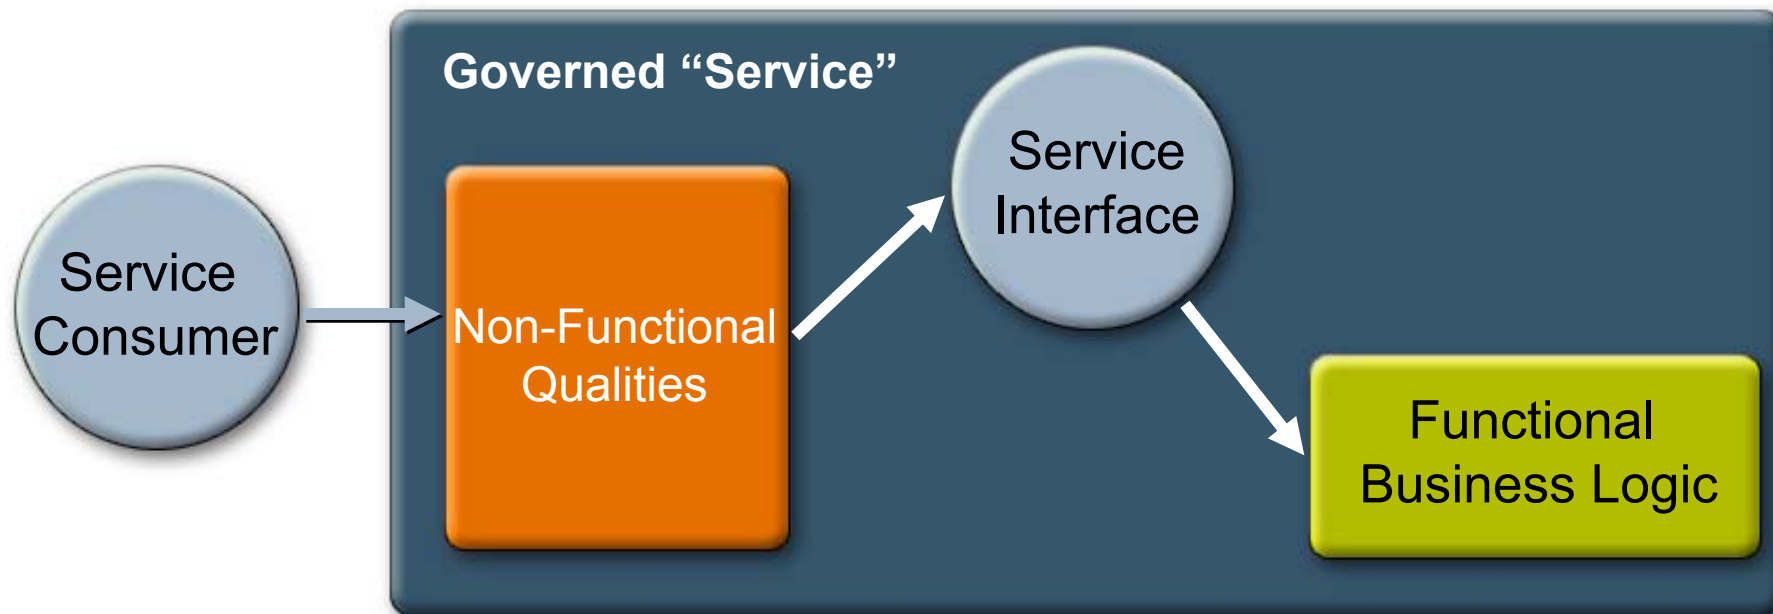 Governed “Service”
Service
Consumer
Non-Functional
Qualities
Service
Interface
Functional
Business Logic